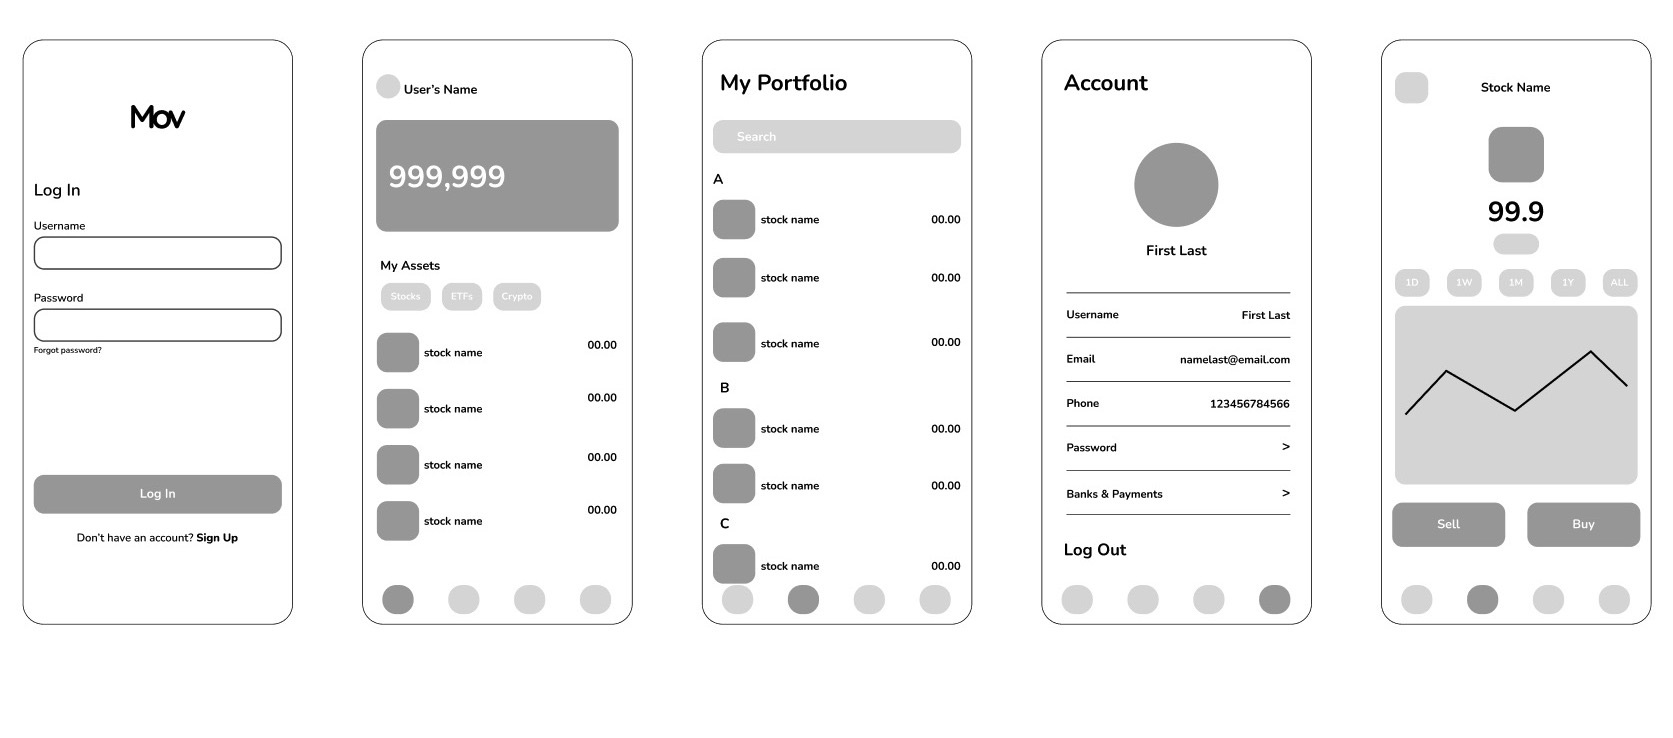 Mov
Log In
Username
Password
Forgot password?
Log In
Don't have an account? Sign Up
User's Name
999,999
My Assets
Stocks ETFs Crypto
stock name 00.00
stock name 00.00
stock name 00.00
stock name 00.00
My Portfolio
Search
A
stock name 00.00
stock name 00.00
stock name 00.00
B
stock name 00.00
stock name 00.00
C
stock name 00.00
Account
First Last
Username First Last
Email namelast@email.com
Phone 123456784566
Password >
Banks & Payments >
Log Out
Stock Name
99.9
1D 1W 1M 1Y ALL
Sell Buy